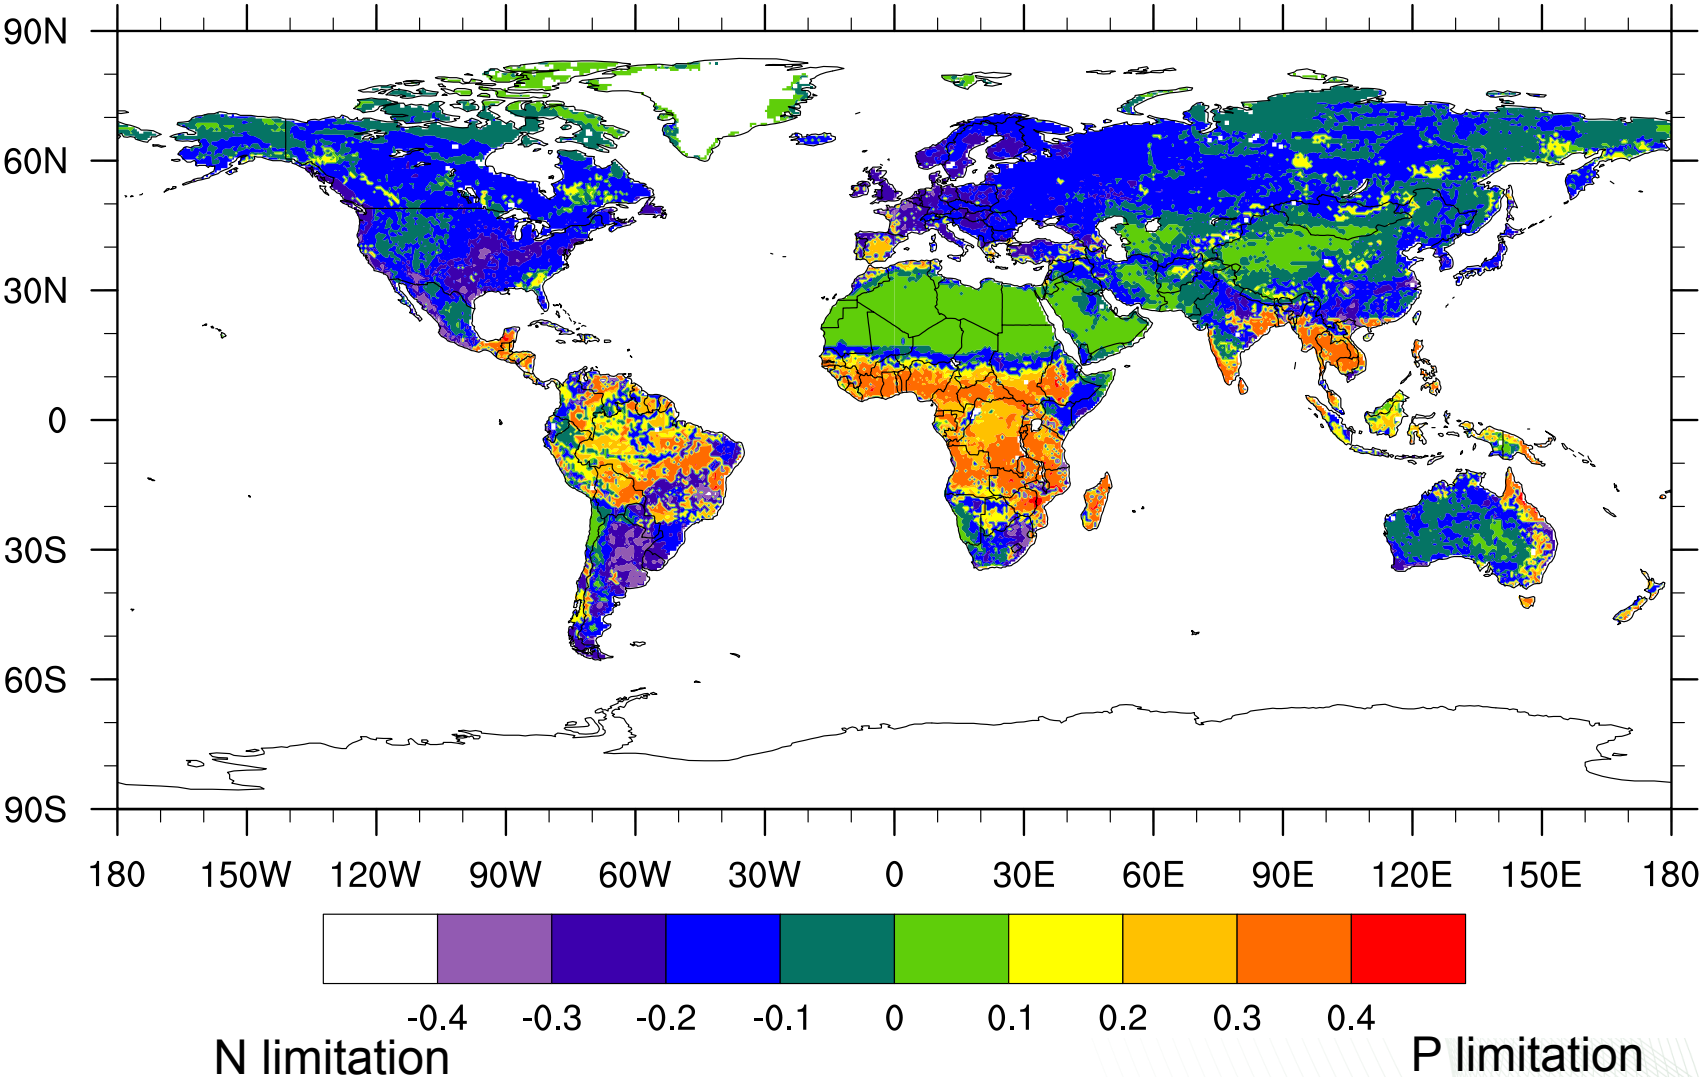 90N
60N
30N
0
30S
60S
90S
180 150W 120W 90W 60W 30W 0 30E 60E 90E 120E 150E 180
-0.4 -0.3 -0.2 -0.1 0 0.1 0.2 0.3 0.4
N limitation P limitation